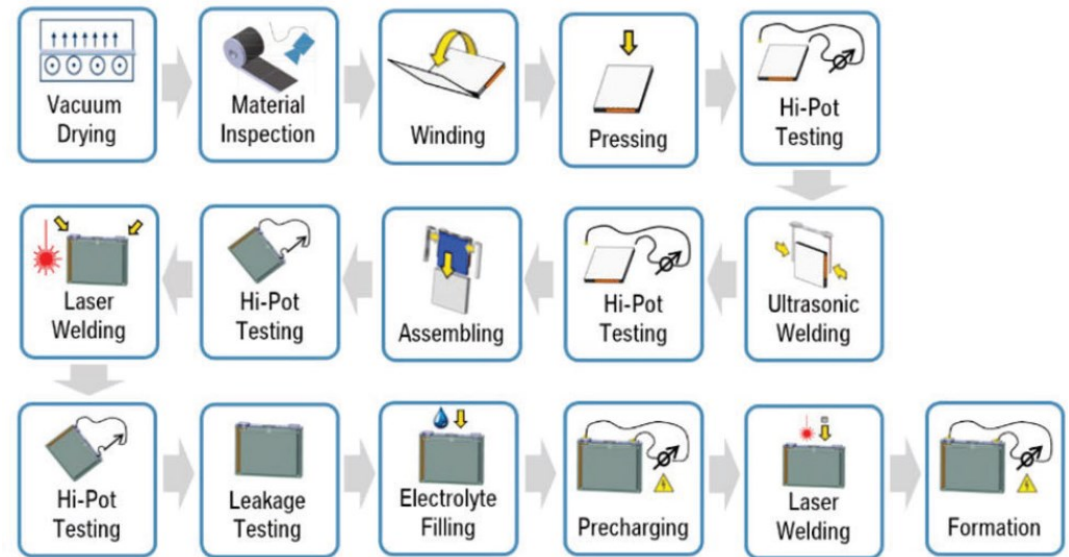 Vacuum
Drying
Material
Inspection
Winding
Pressing
Hi-Pot
Testing
Ultrasonic
Welding
Hi-Pot
Testing
Assembling
Hi-Pot
Testing
Laser
Welding
Hi-Pot
Testing
Leakage
Testing
Electrolyte
Filling
Precharging
Laser
Welding
Formation